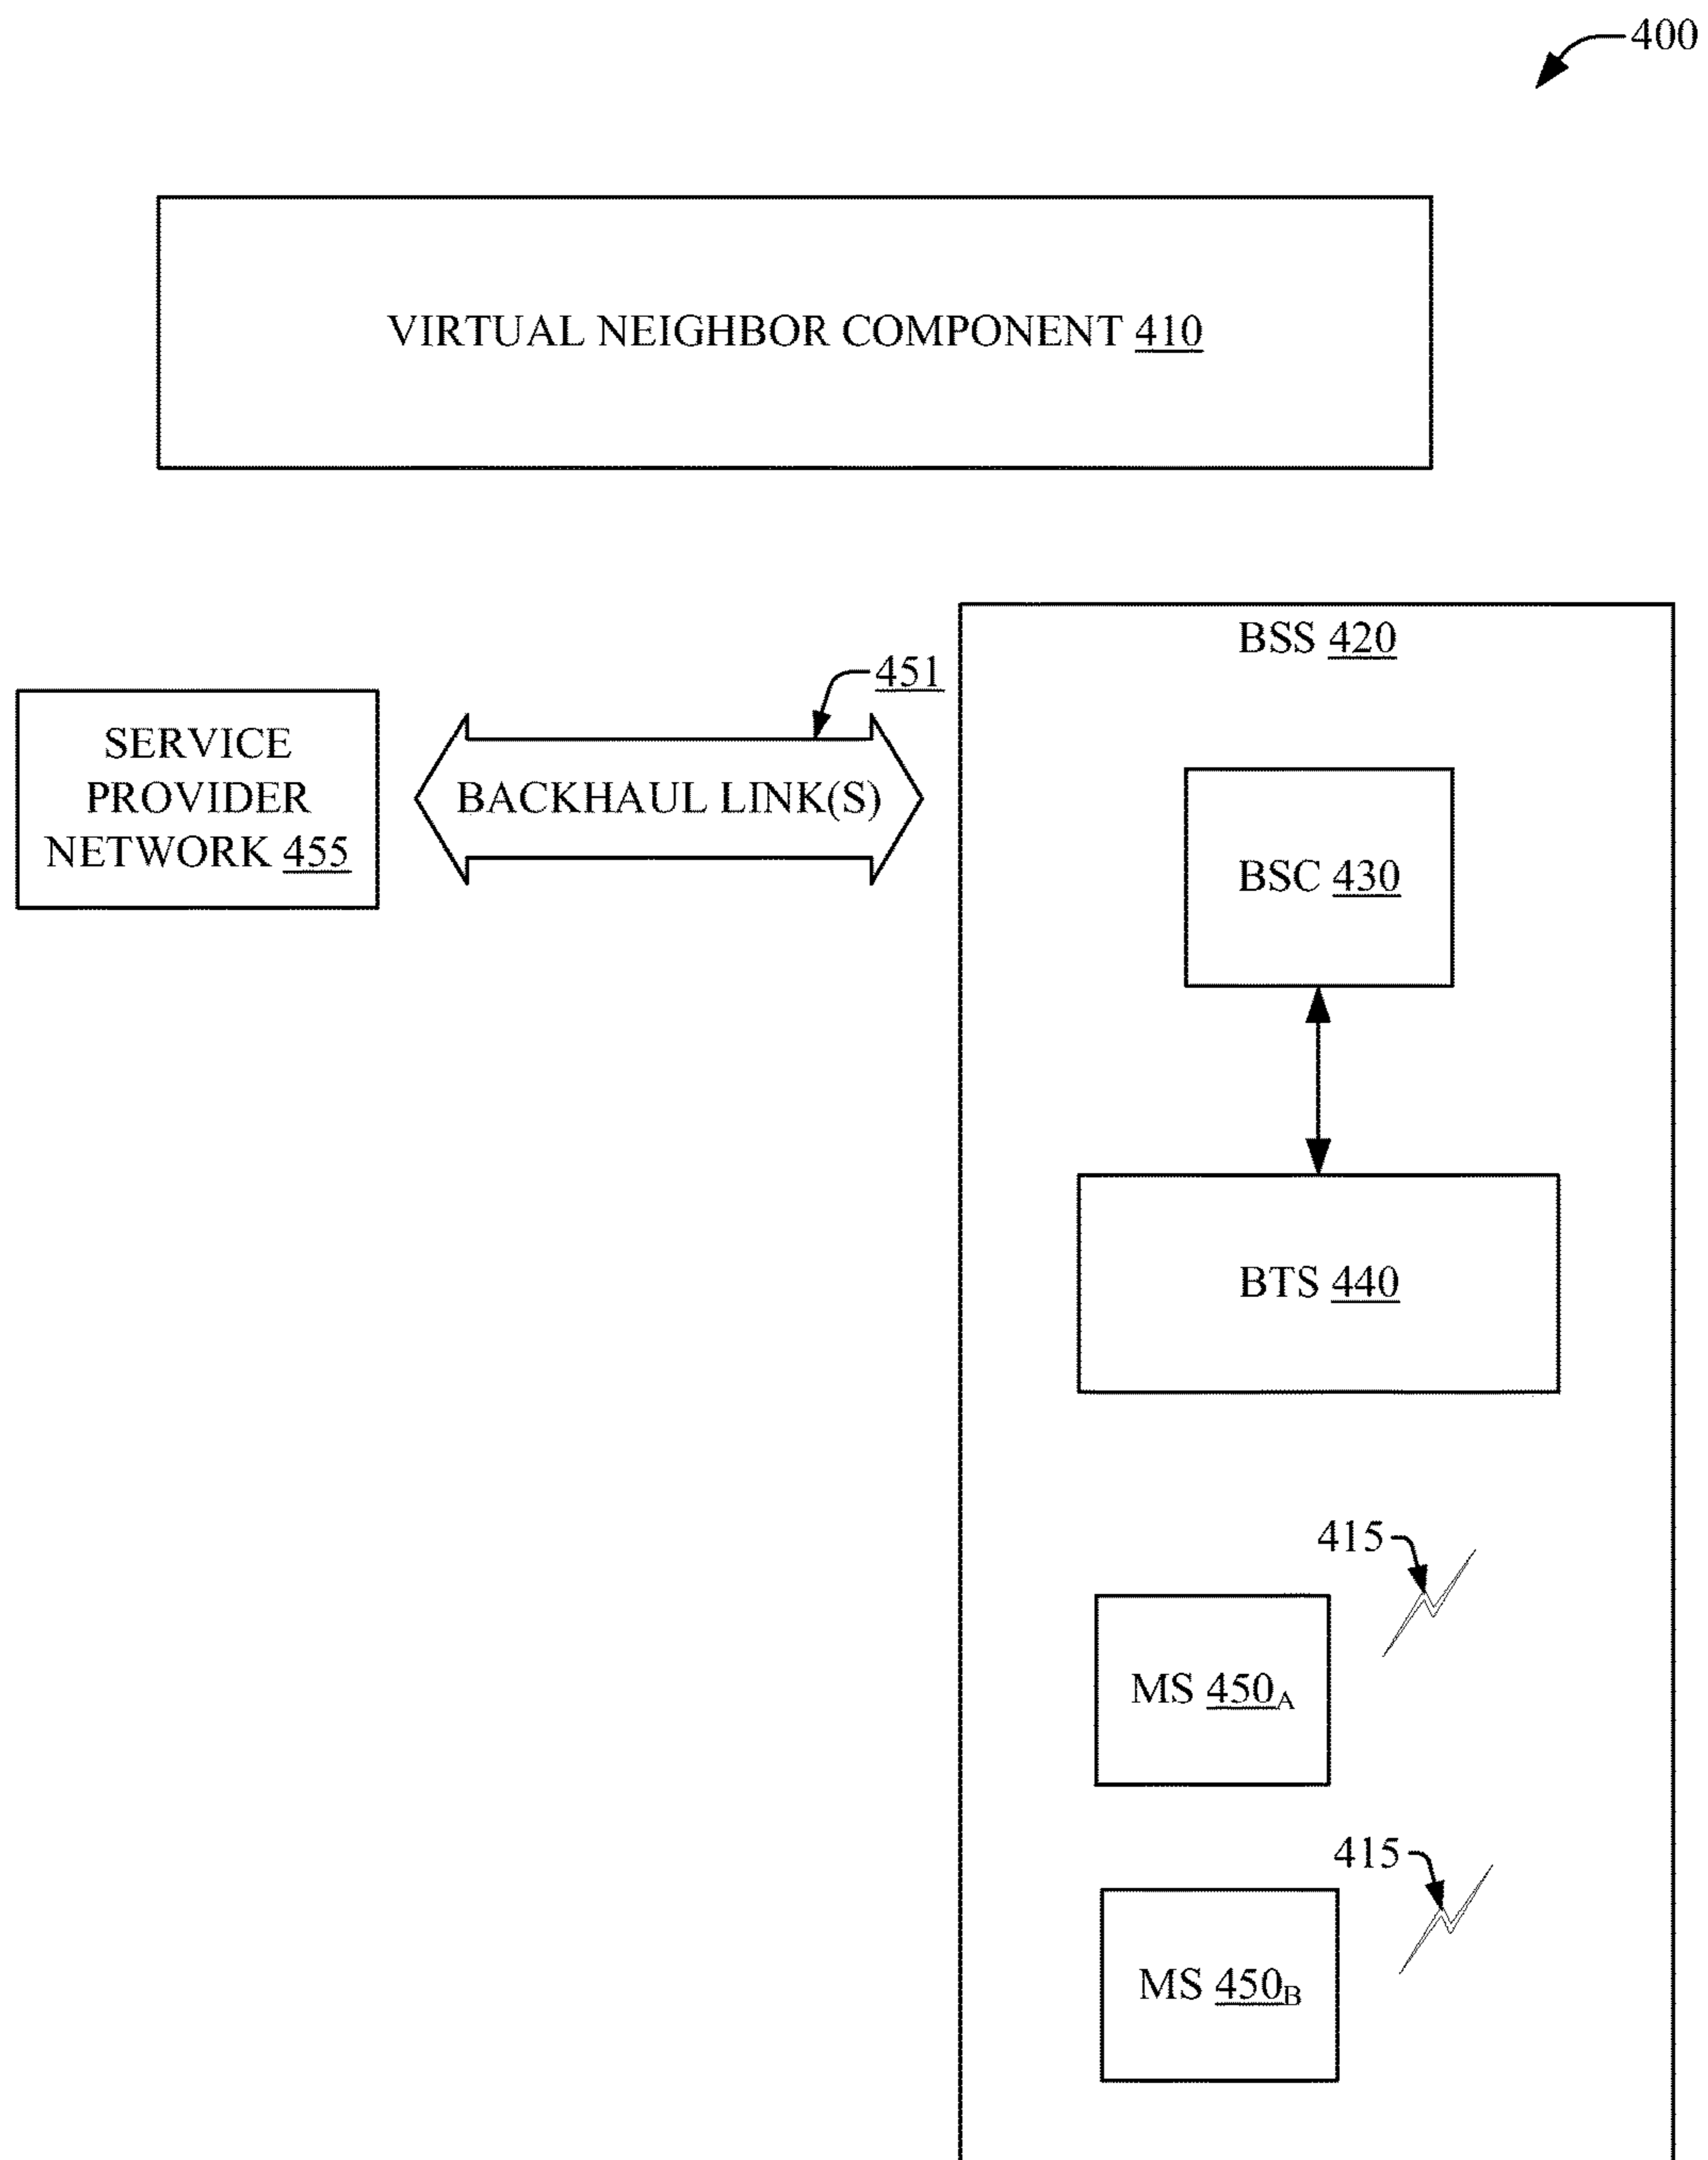 400
VIRTUAL NEIGHBOR COMPONENT 410
BSS 420
451
SERVICE
PROVIDER
NETWORK 455
BACKHAUL LINK(S)
BSC 430
BTS 440
415
MS 450A
415
MS 450B